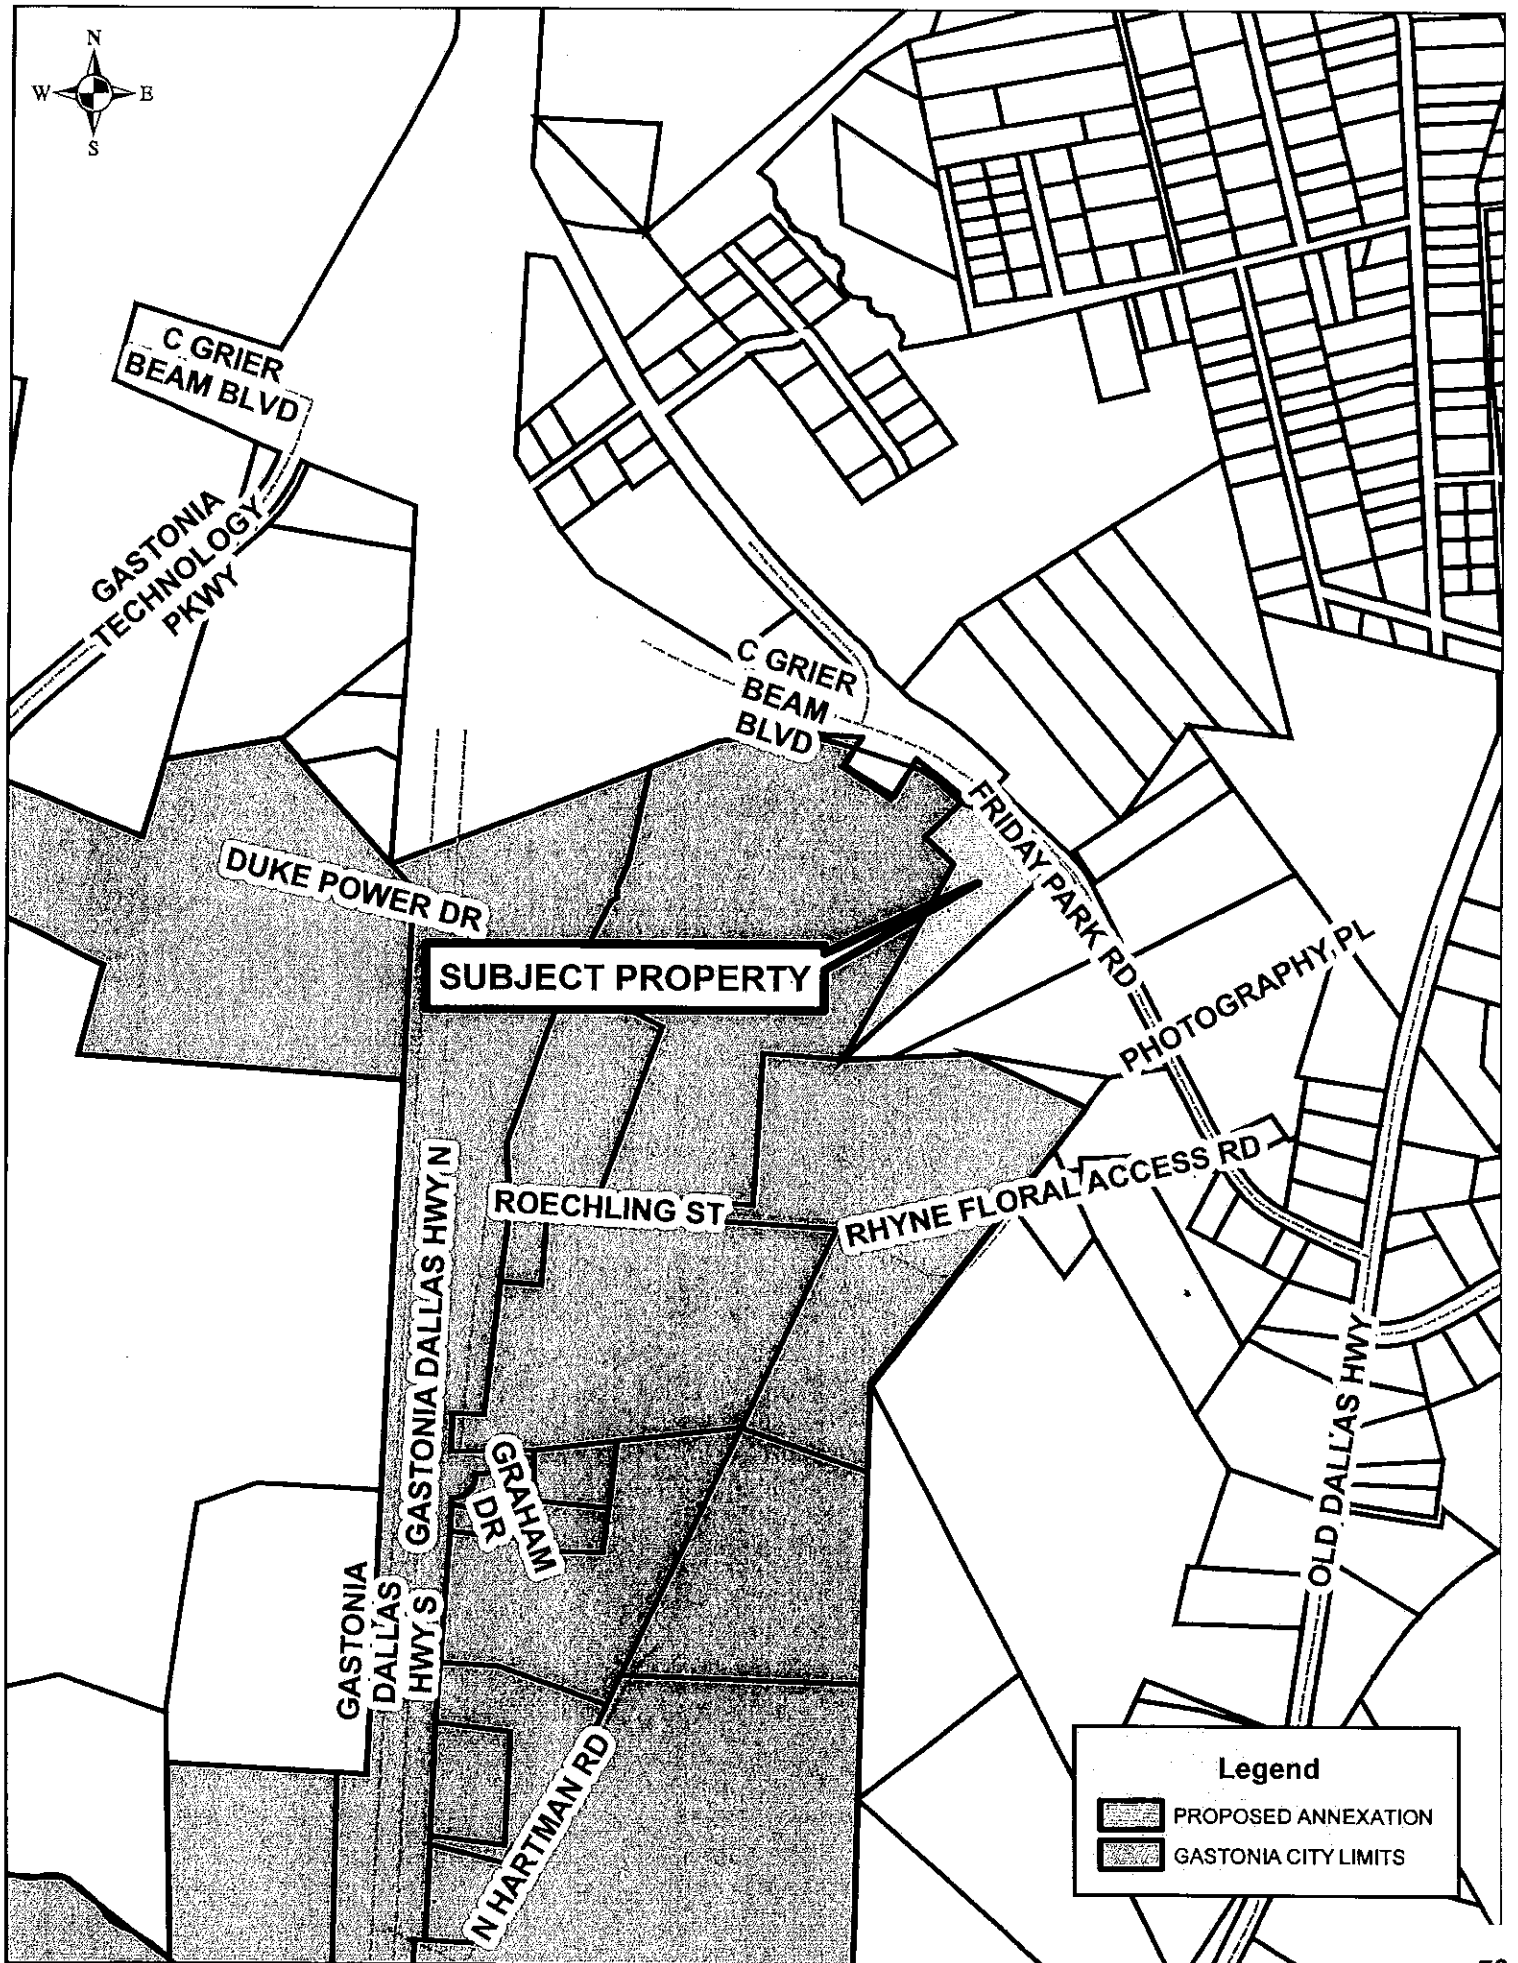 N
W E
S
C GRIER
BEAM BLVD
GASTONIA
TECHNOLOGY
PKWY
C GRIER
BEAM
BLVD
FRIDAY PARK RD
DUKE POWER DR
SUBJECT PROPERTY
PHOTOGRAPHY PL
ROECHLING ST
RHYNE FLORAL ACCESS RD
GASTONIA DALLAS HWY N
OLD DALLAS HWY
GRAHAM
DR
GASTONIA
DALLAS
HWY S
N HARTMAN RD
Legend
PROPOSED ANNEXATION
GASTONIA CITY LIMITS